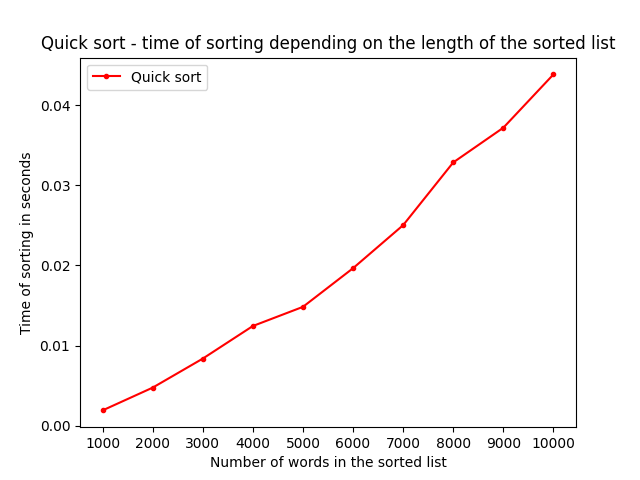 Quick sort - time of sorting depending on the length of the sorted list
Quick sort
0.04
0.03
0.02
0.01
0.00
Time of sorting in seconds
1000 2000 3000 4000 5000 6000 7000 8000 9000 10000
Number of words in the sorted list